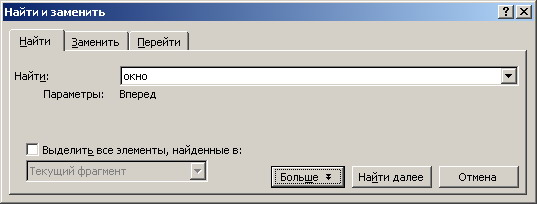 Найти и заменить
Найти Заменить Перейти
Найти: окно
Параметры: Вперед
Выделить все элементы, найденные в:
Текущий фрагмент
Больше Найти далее Отмена